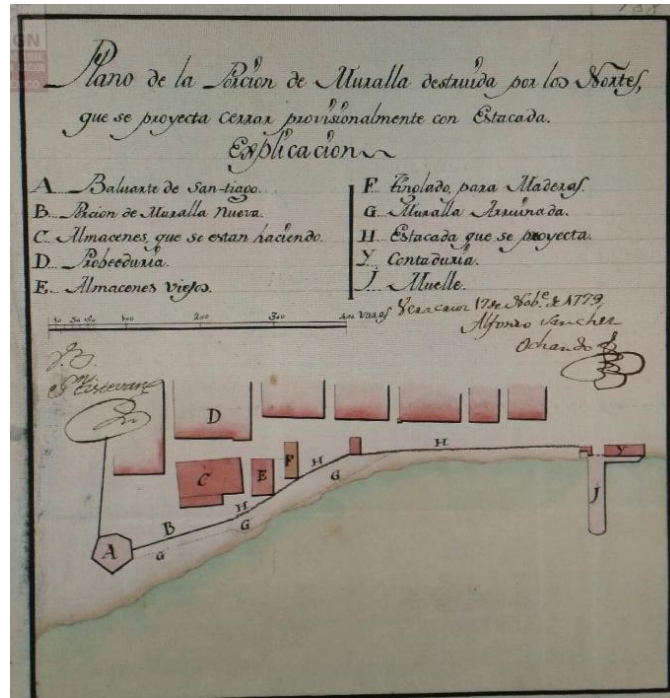 Plano de la Porcion de Muralla destruida por los Nortes,
que se proyecta cerrar provisionalmente con Estacada.
Explicacion
A Baluarte de San-tiago.
B Porcion de Muralla Nueva.
C Almacenes, que se estan haciendo.
D Probeeduria.
E Almacenes viejos.
F Tinglado, para Maderas.
G Muralla Arruinada.
H Estacada que se proyecta.
Y Contaduria.
J Muelle.
100 200 300 400 varas
Veracruz 17 de Nob.e de 1779
Alfonso Sanchez
Ochando
V.B.
D
C
E
F
H
G
H
Y
J
B
H
G
A
G